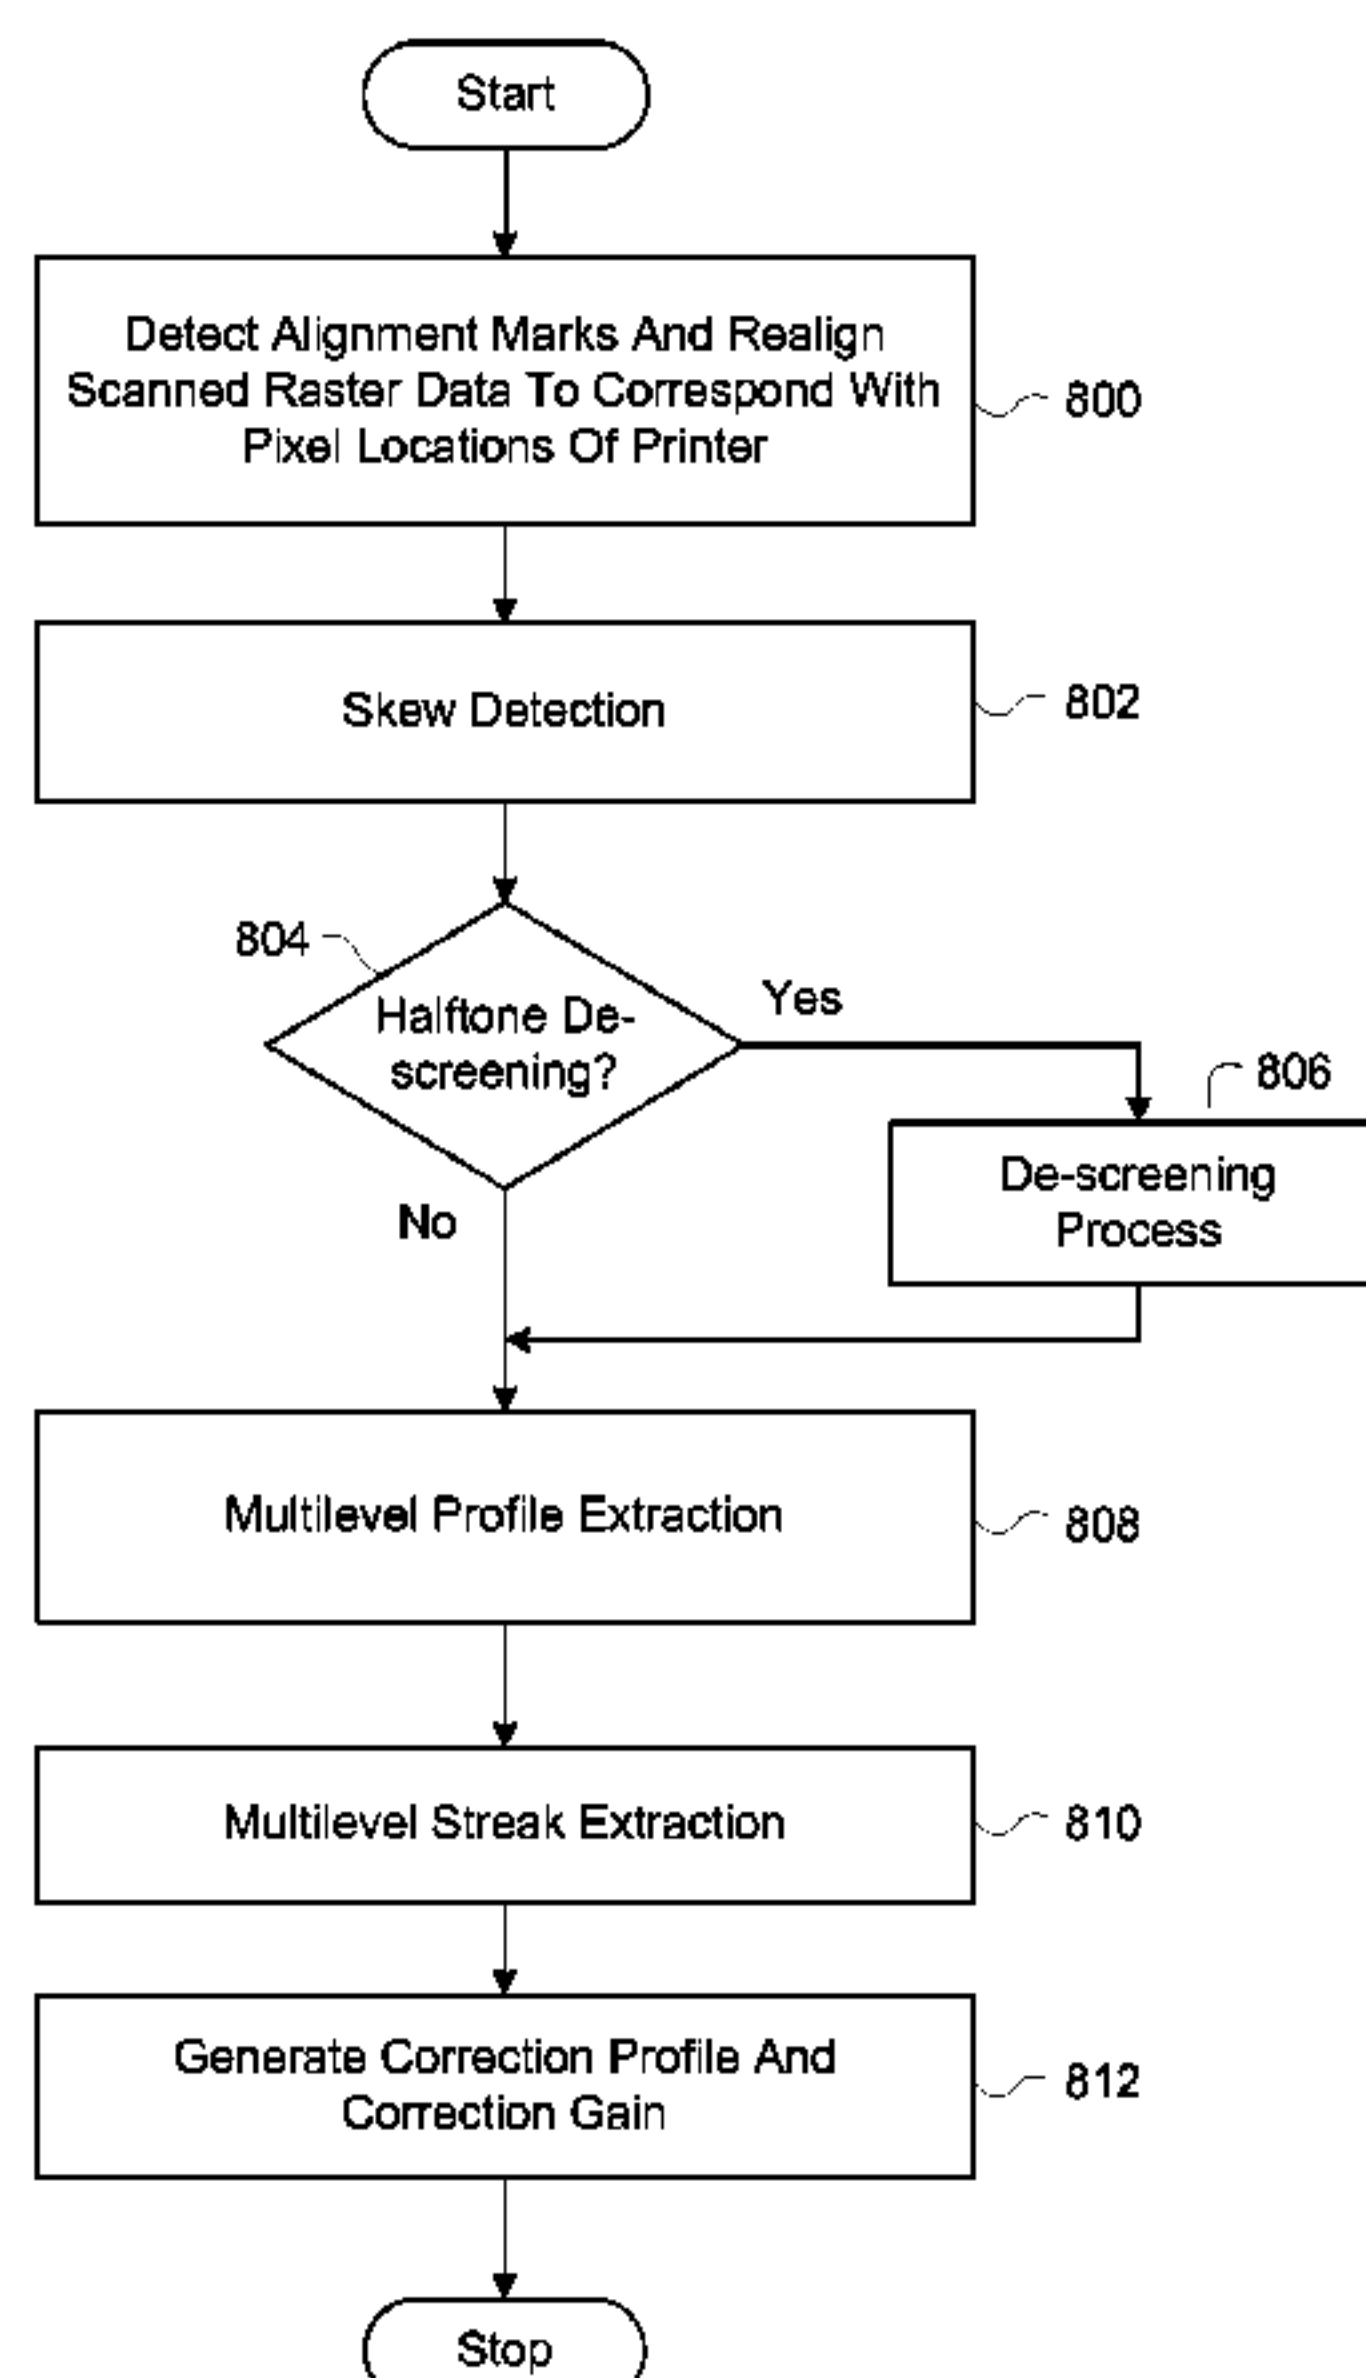 Start
Detect Alignment Marks And Realign
Scanned Raster Data To Correspond With
Pixel Locations Of Printer
800
Skew Detection
802
804
Halftone De-
screening?
Yes
No
806
De-screening
Process
Multilevel Profile Extraction
808
Multilevel Streak Extraction
810
Generate Correction Profile And
Correction Gain
812
Stop